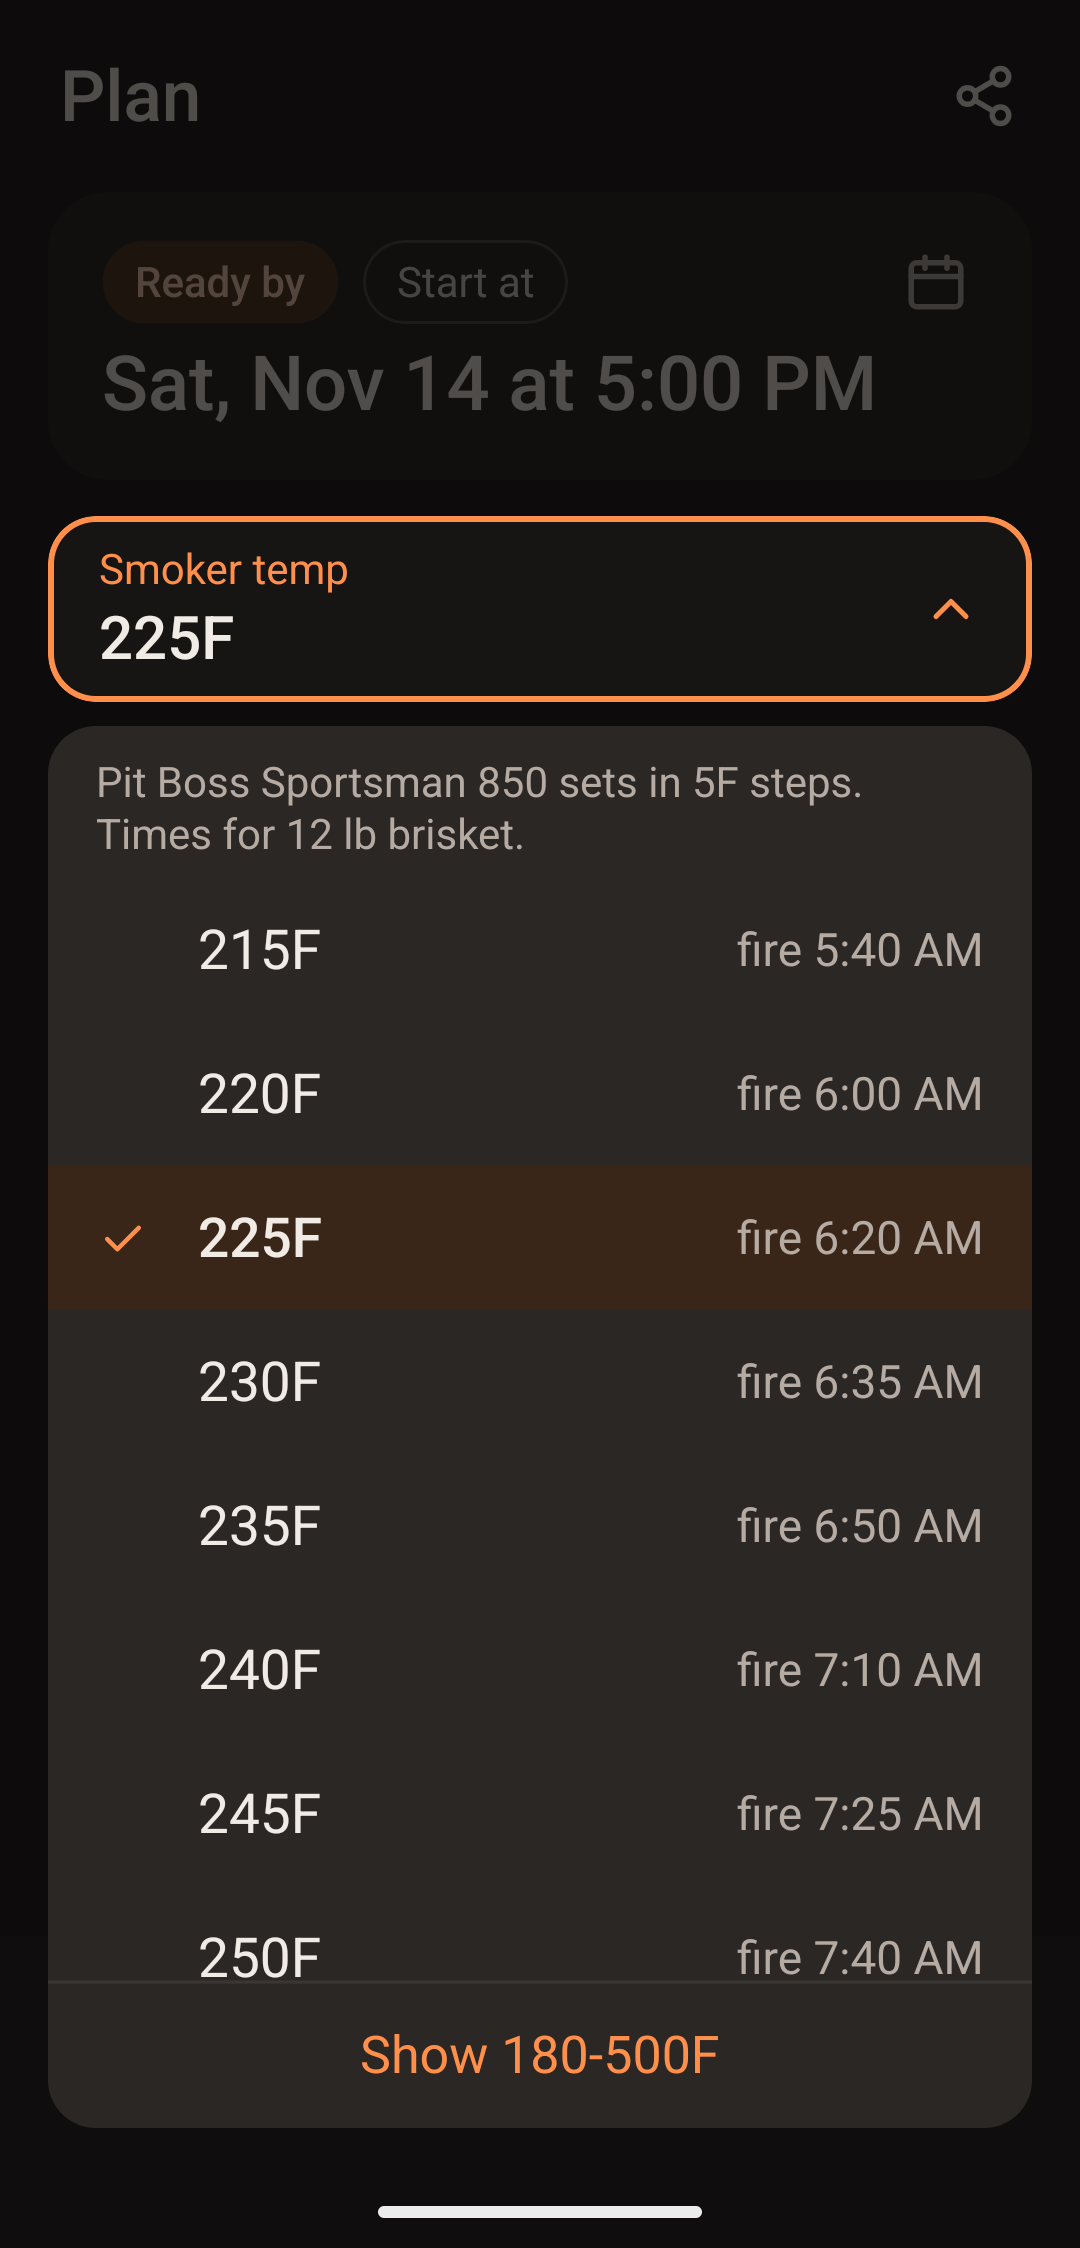 Plan
Ready by
Start at
Sat, Nov 14 at 5:00 PM
Smoker temp
225F
Pit Boss Sportsman 850 sets in 5F steps.
Times for 12 lb brisket.
215F fire 5:40 AM
220F fire 6:00 AM
225F fire 6:20 AM
230F fire 6:35 AM
235F fire 6:50 AM
240F fire 7:10 AM
245F fire 7:25 AM
250F fire 7:40 AM
Show 180-500F